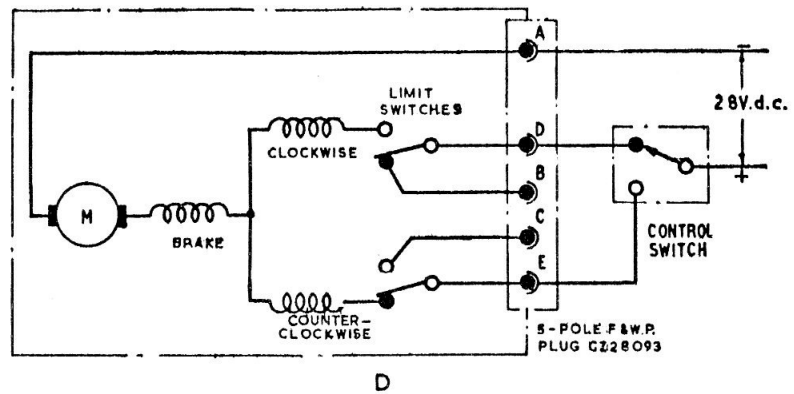 A
28V.d.c.
LIMIT
SWITCHES
CLOCKWISE
D
B
M
BRAKE
C
CONTROL
SWITCH
E
COUNTER-
CLOCKWISE
5-POLE F&W.P.
PLUG CZ28093
D